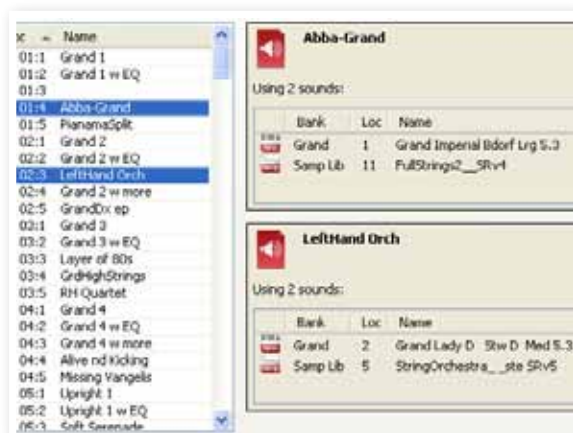 Loc Name
01:1 Grand 1
01:2 Grand 1 w EQ
01:3
01:4 Abba-Grand
01:5 PianamaSplit
02:1 Grand 2
02:2 Grand 2 w EQ
02:3 LeftHand Orch
02:4 Grand 2 w more
02:5 GrandDx ep
03:1 Grand 3
03:2 Grand 3 w EQ
03:3 Layer of 80s
03:4 GrdHighStrings
03:5 RH Quartet
04:1 Grand 4
04:2 Grand 4 w EQ
04:3 Grand 4 w more
04:4 Alive nd Kicking
04:5 Missing Vangelis
05:1 Upright 1
05:2 Upright 1 w EQ
05:3 Soft Serenade
Abba-Grand
Using 2 sounds:
Bank Loc Name
Grand 1 Grand Imperial Bdorf Lrg 5.3
Samp Lib 11 FullStrings2__SRv4
LeftHand Orch
Using 2 sounds:
Bank Loc Name
Grand 2 Grand Lady D Stw D Med 5.3
Samp Lib 5 StringOrchestra_ _ste SRv5